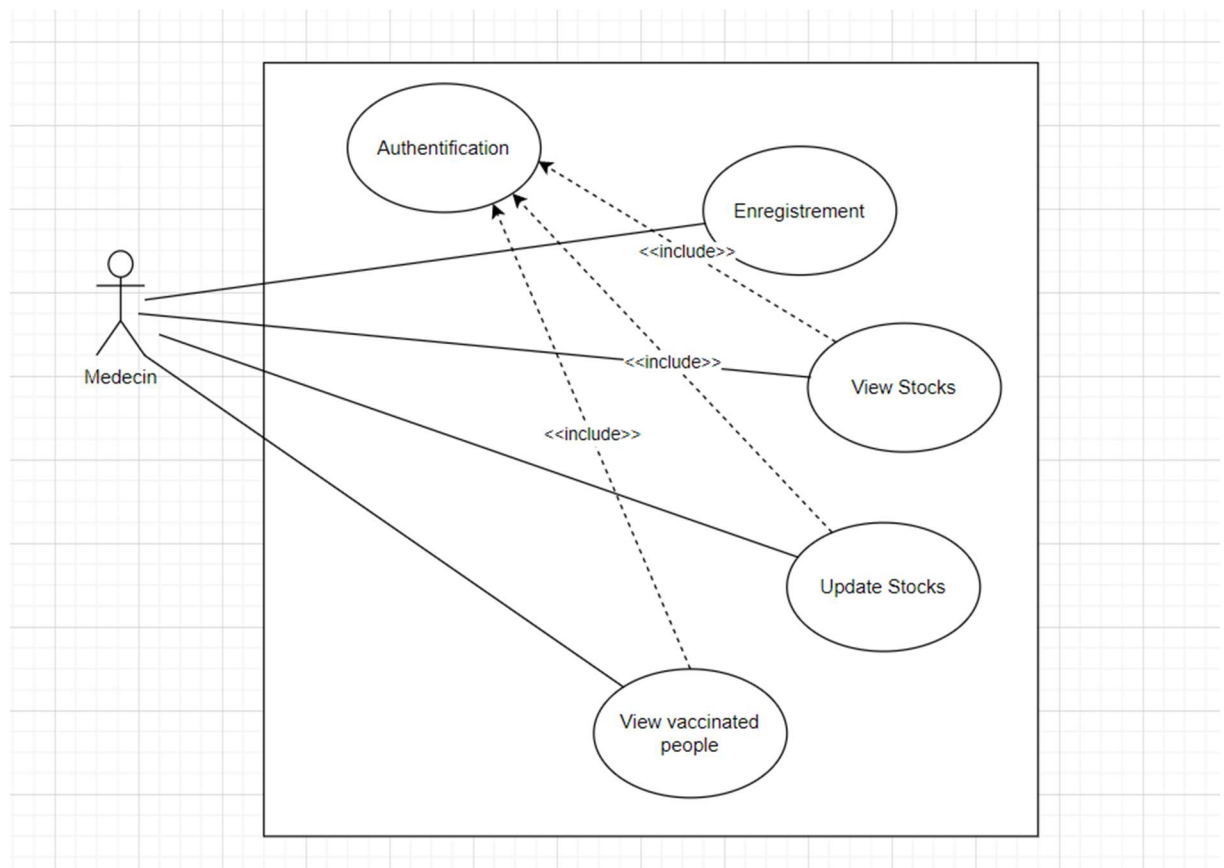 Authentification
Enregistrement
<<include>>
<<include>>
View Stocks
Medecin
<<include>>
Update Stocks
View vaccinated
people